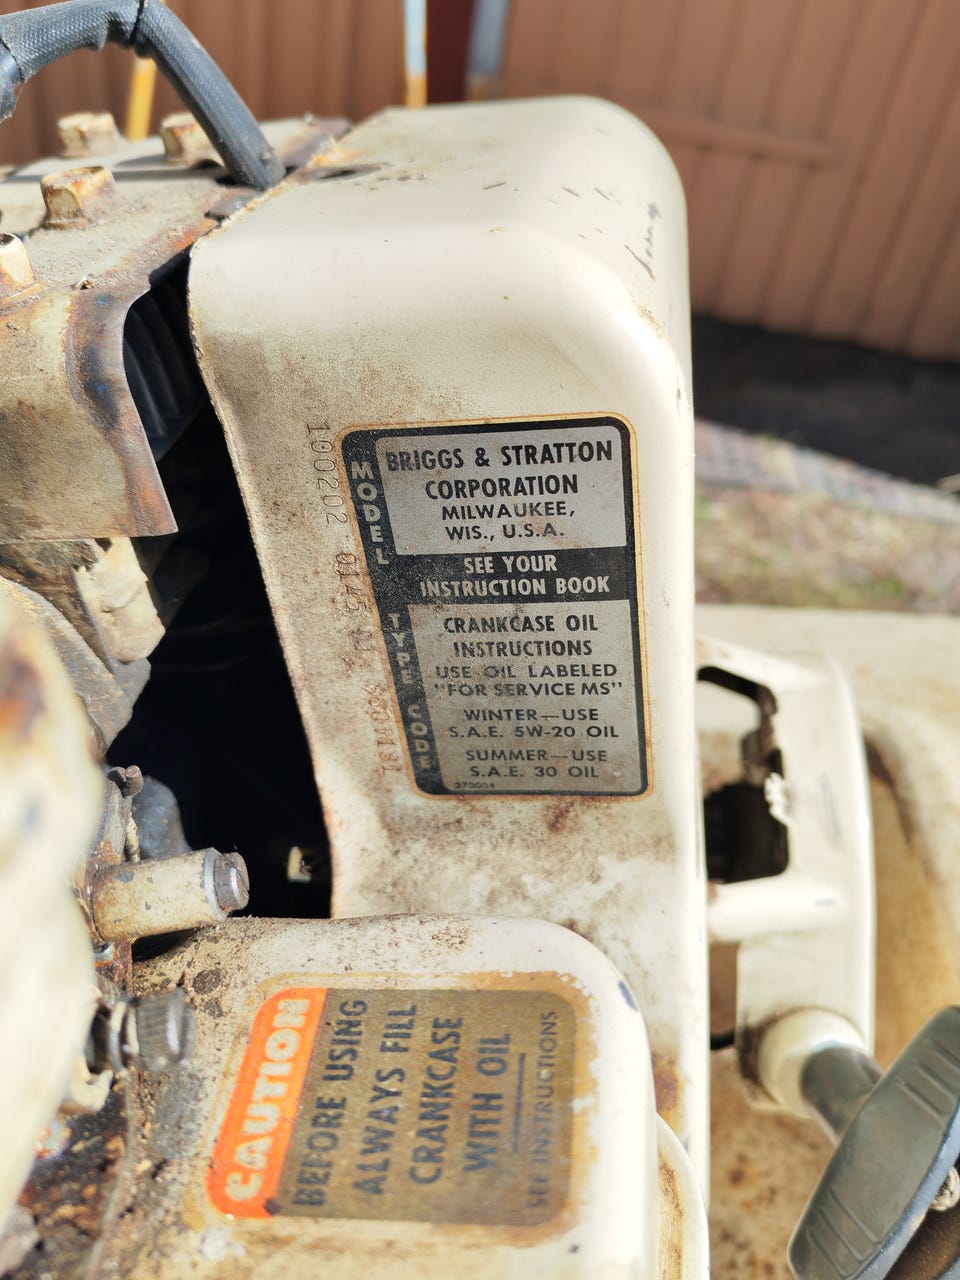 BRIGGS & STRATTON
CORPORATION
MILWAUKEE,
WIS., U.S.A.
SEE YOUR
INSTRUCTION BOOK
CRANKCASE OIL
INSTRUCTIONS
USE OIL LABELED
"FOR SERVICE MS"
WINTER—USE
S.A.E. 5W-20 OIL
SUMMER—USE
S.A.E. 30 OIL
270004
MODEL
TYPE CODE
100202
CAUTION
BEFORE USING
ALWAYS FILL
CRANKCASE
WITH OIL
SEE INSTRUCTIONS